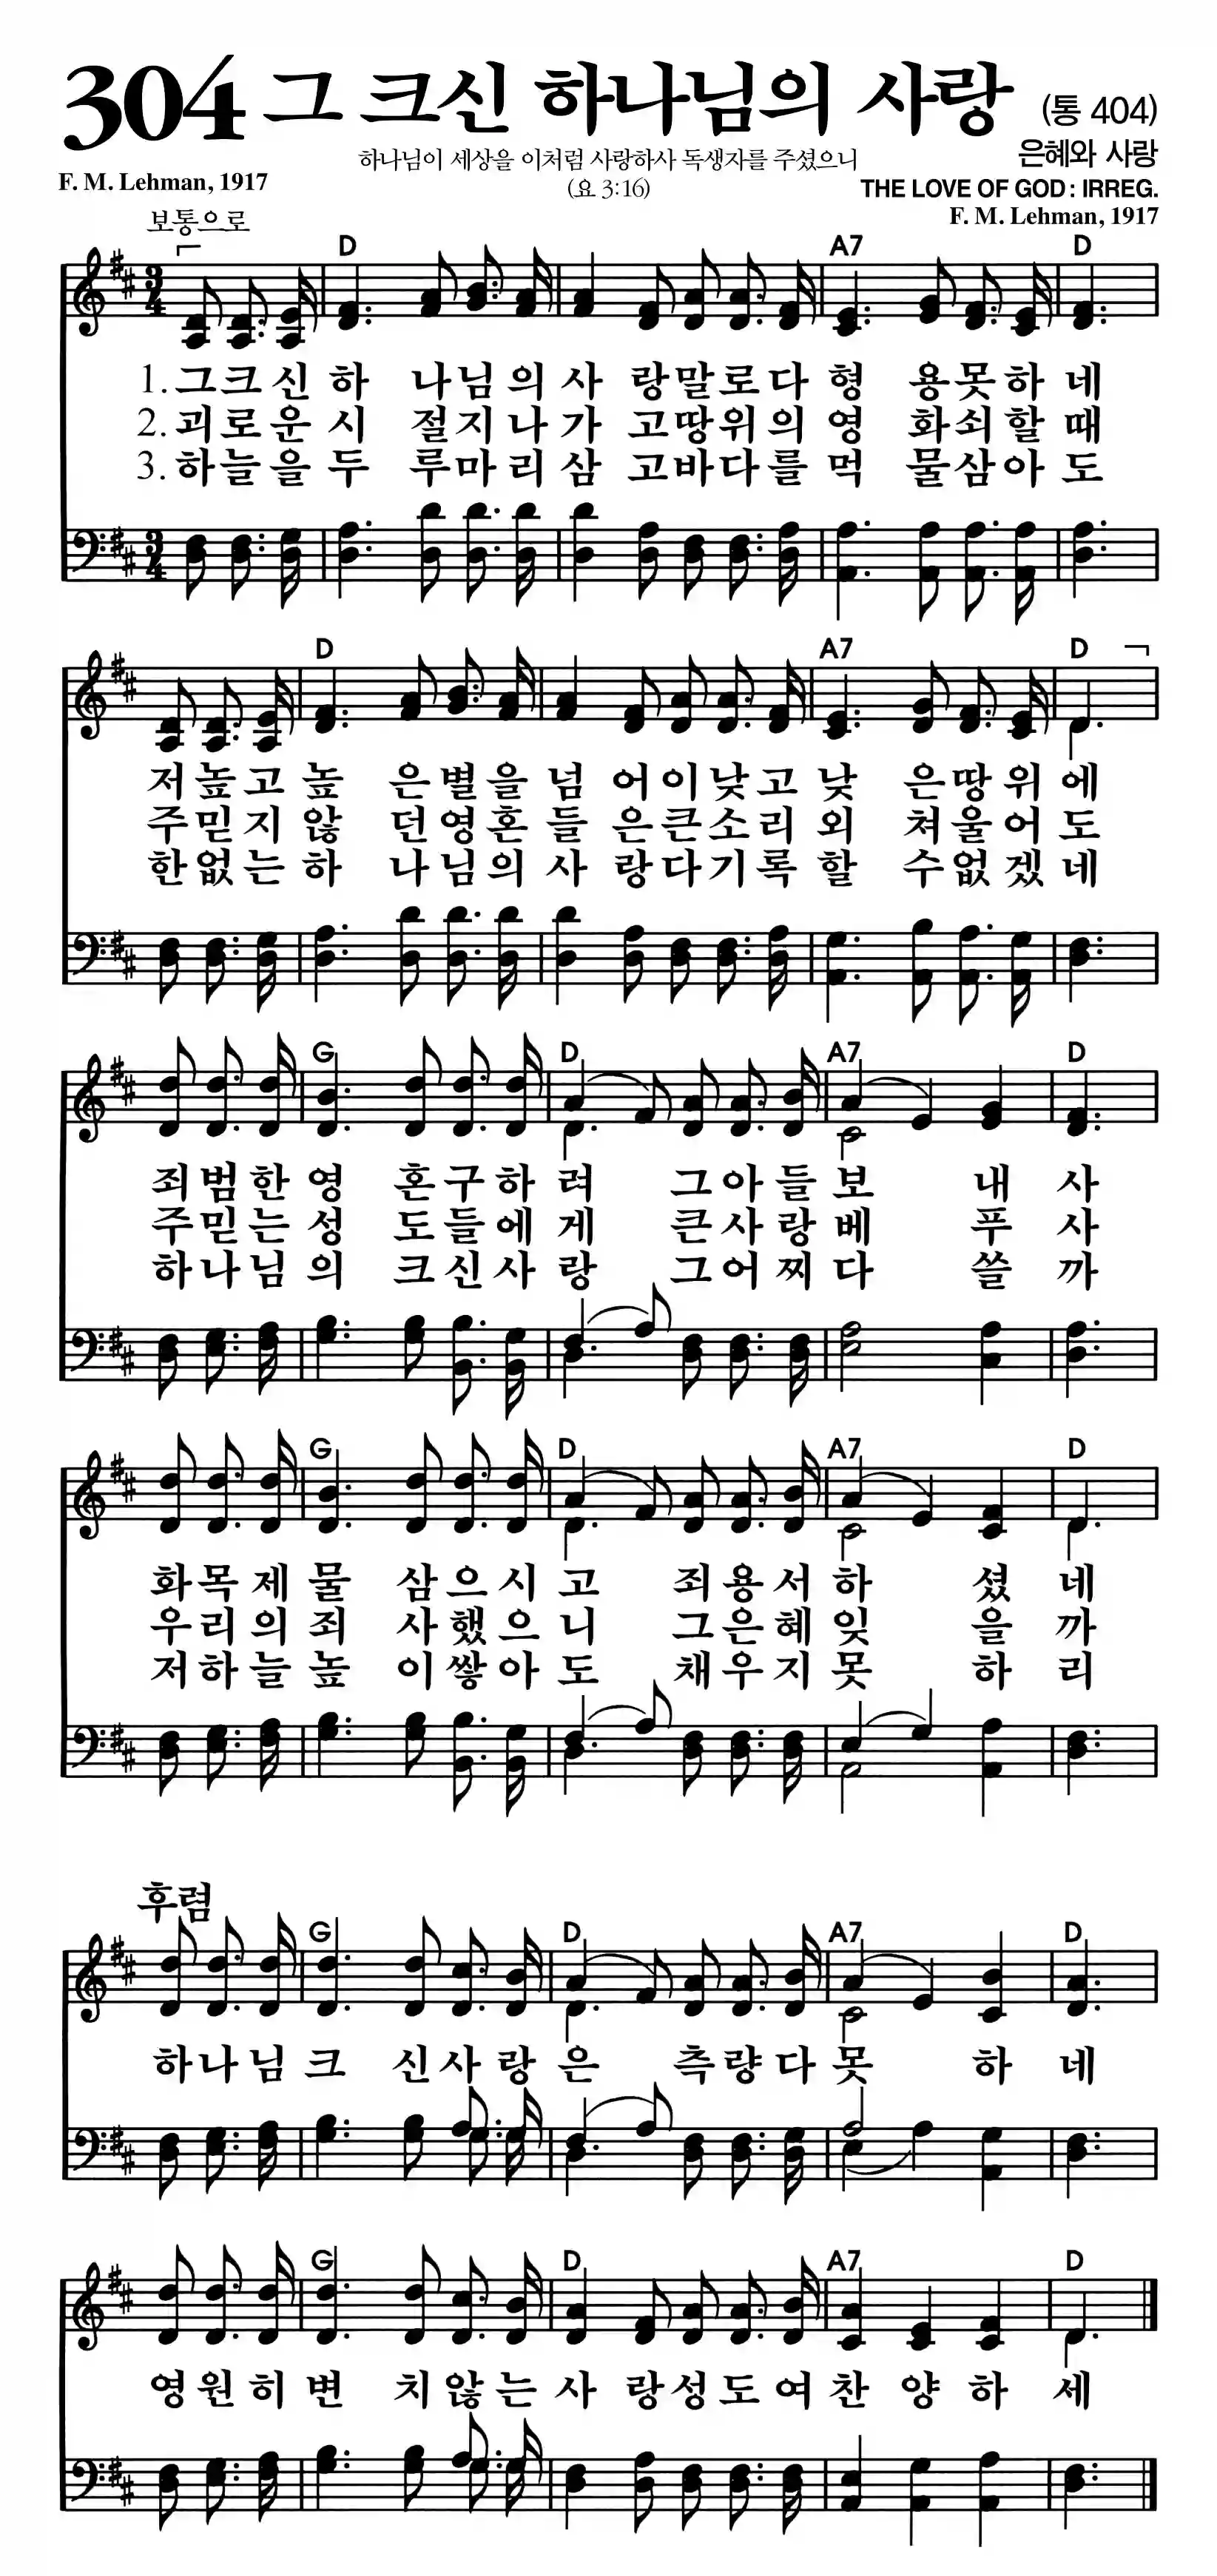 304 그 크신 하나님의 사랑 (통 404)
하나님이 세상을 이처럼 사랑하사 독생자를 주셨으니
(요 3:16)
은혜와 사랑
F. M. Lehman, 1917
THE LOVE OF GOD : IRREG.
F. M. Lehman, 1917
보통으로
D A7 D
3 4
1. 그크신 하 나님의사 랑말로다 형 용못하 네
2. 괴로운 시 절지나가 고땅위의 영 화쇠할 때
3. 하늘을 두 루마리삼 고바다를 먹 물삼아 도
3 4
D A7 D
저높고 높 은별을넘 어이낮고 낮 은땅위 에
주믿지 않 던영혼들 은큰소리 외 쳐울어 도
한없는 하 나님의사 랑다기록 할 수없겠 네
G D A7 D
죄범한 영 혼구하려 그아들보 내 사
주믿는 성 도들에게 큰사랑베 푸 사
하나님 의 크신사랑 그어찌다 쓸 까
G D A7 D
화목제 물 삼으시고 죄용서하 셨 네
우리의 죄 사했으니 그은혜잊 을 까
저하늘 높 이쌓아도 채우지못 하 리
후렴
G D A7 D
하나님 크 신사랑은 측량다못 하 네
G D A7 D
영원히 변 치않는사 랑성도여 찬 양 하 세